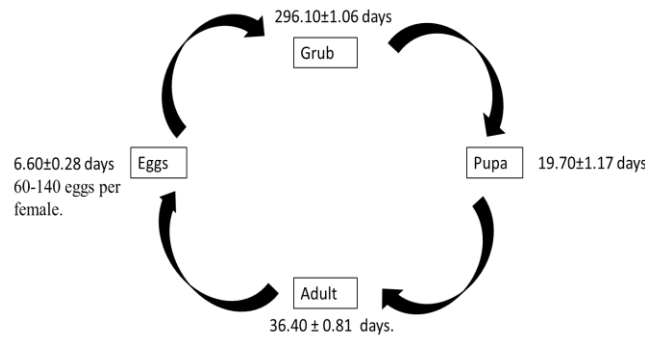 296.10±1.06 days
Grub
6.60±0.28 days
60-140 eggs per
female.
Eggs
Pupa
19.70±1.17 days
Adult
36.40 ± 0.81 days.